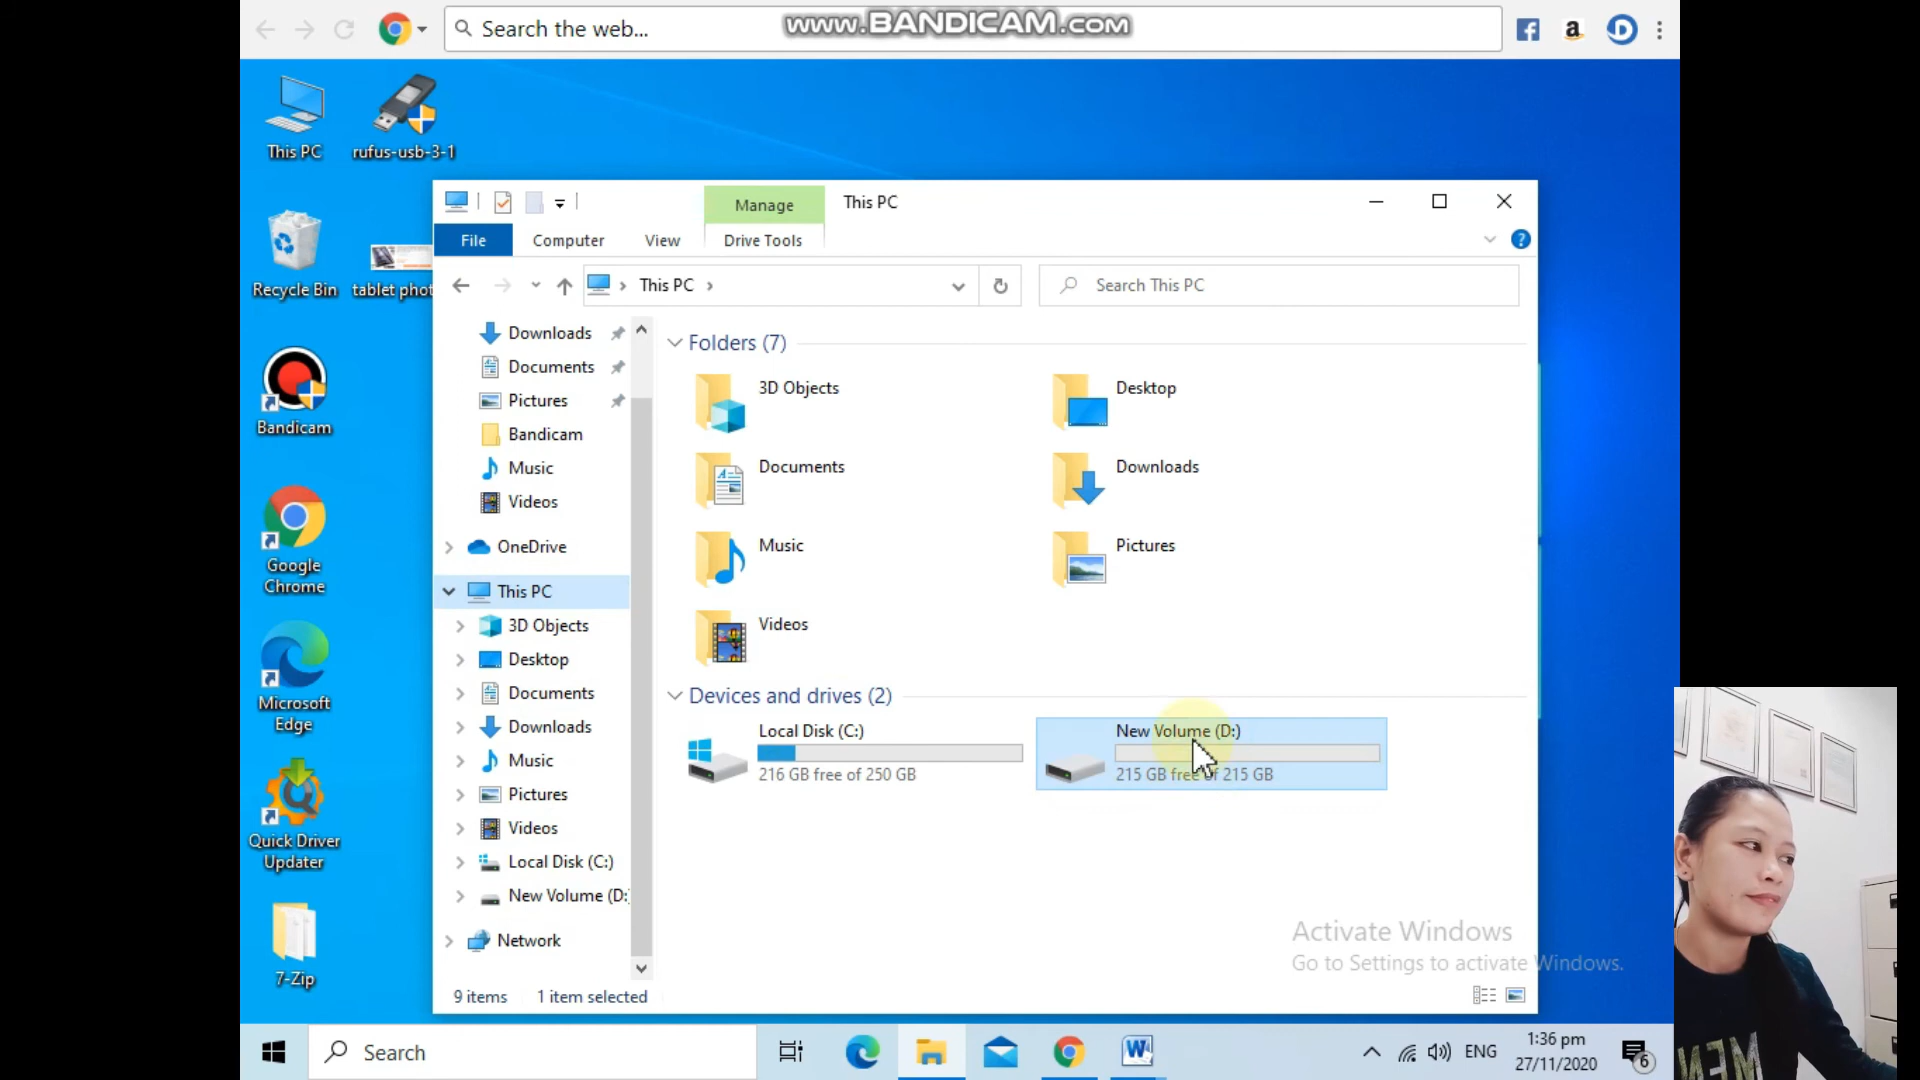 Search the web...
www.BANDICAM.com
a
D
This PC
rufus-usb-3-1
Recycle Bin
tablet phot
Bandicam
Google
Chrome
Microsoft
Edge
Quick Driver
Updater
7-Zip
Manage
This PC
File
Computer
View
Drive Tools
This PC
Search This PC
Downloads
Documents
Pictures
Bandicam
Music
Videos
OneDrive
This PC
3D Objects
Desktop
Documents
Downloads
Music
Pictures
Videos
Local Disk (C:)
New Volume (D:
Network
Folders (7)
3D Objects
Desktop
Documents
Downloads
Music
Pictures
Videos
Devices and drives (2)
Local Disk (C:)
216 GB free of 250 GB
New Volume (D:)
215 GB free of 215 GB
Activate Windows
Go to Settings to activate Windows.
9 items
1 item selected
Search
ENG
1:36 pm
27/11/2020
6